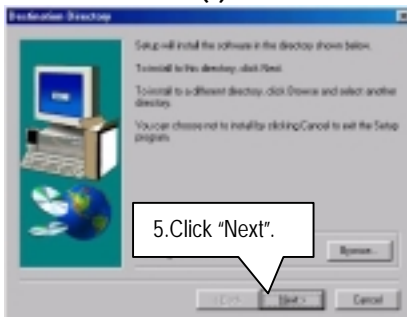 Destination Directory
Setup will install the software in the directory shown below.
To install to this directory, click Next.
To install to a different directory, click Browse and select another
directory.
You can choose not to install by clicking Cancel to exit the Setup
program.
5.Click “Next”.
Browse...
Next >
Cancel